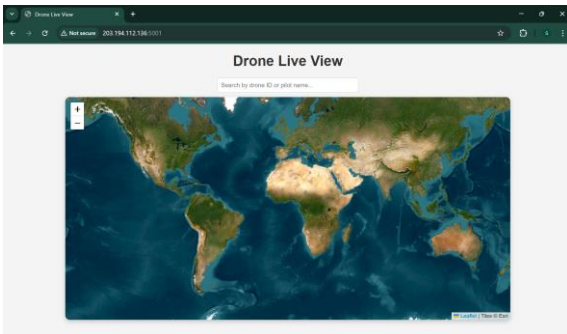 Drone Live View
Not secure 203.194.112.136:5001
Drone Live View
Search by drone ID or pilot name...
+
−
Leaflet | Tiles © Esri